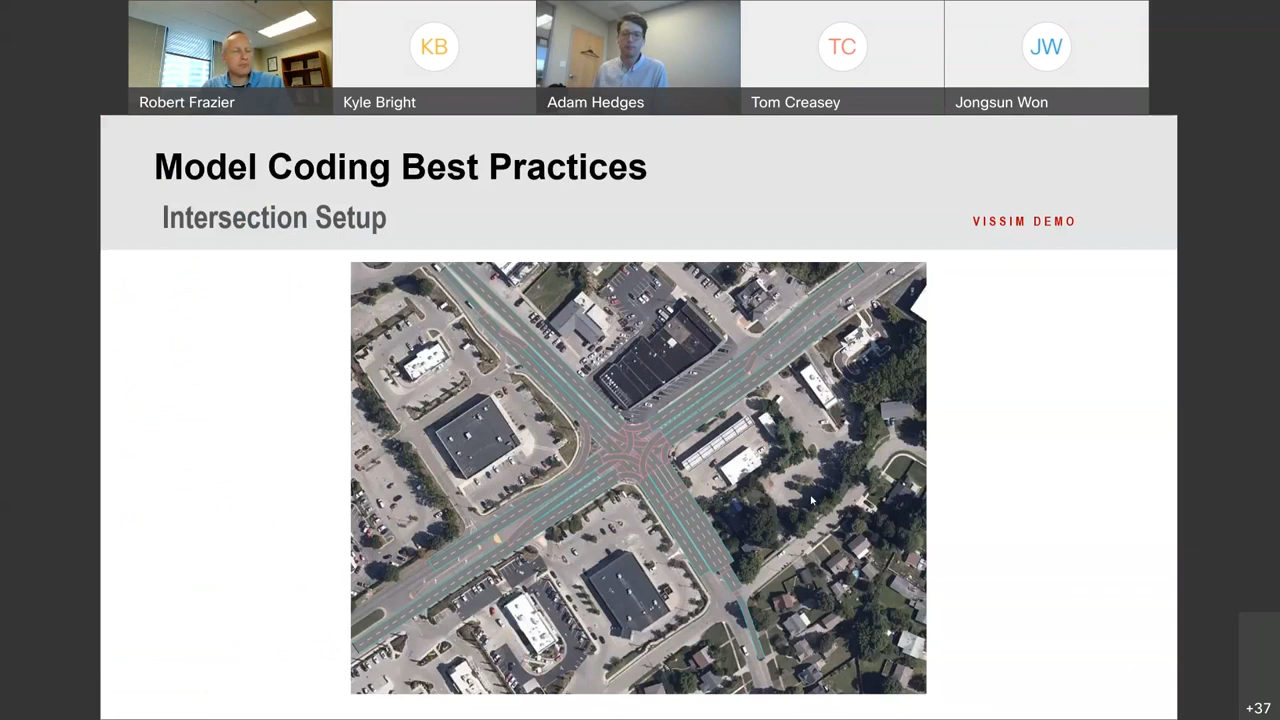 KB
TC
JW
Robert Frazier
Kyle Bright
Adam Hedges
Tom Creasey
Jongsun Won
Model Coding Best Practices
Intersection Setup
VISSIM DEMO
+37